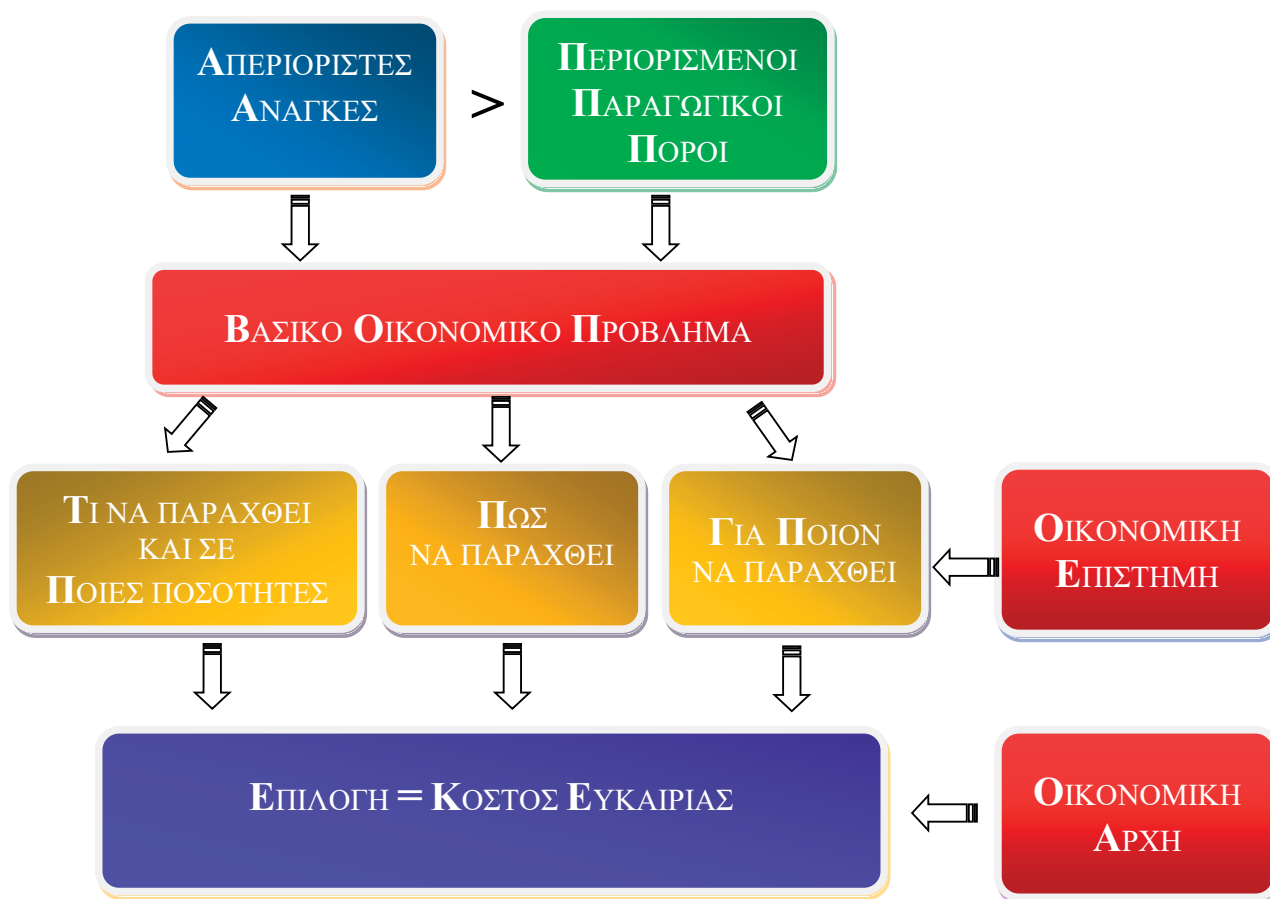 ΑΠΕΡΙΟΡΙΣΤΕΣ
ΑΝΑΓΚΕΣ
>
ΠΕΡΙΟΡΙΣΜΕΝΟΙ
ΠΑΡΑΓΩΓΙΚΟΙ
ΠΟΡΟΙ
ΒΑΣΙΚΟ ΟΙΚΟΝΟΜΙΚΟ ΠΡΟΒΛΗΜΑ
ΤΙ ΝΑ ΠΑΡΑΧΘΕΙ
ΚΑΙ ΣΕ
ΠΟΙΕΣ ΠΟΣΟΤΗΤΕΣ
ΠΩΣ
ΝΑ ΠΑΡΑΧΘΕΙ
ΓΙΑ ΠΟΙΟΝ
ΝΑ ΠΑΡΑΧΘΕΙ
ΟΙΚΟΝΟΜΙΚΗ
ΕΠΙΣΤΗΜΗ
ΕΠΙΛΟΓΗ = ΚΟΣΤΟΣ ΕΥΚΑΙΡΙΑΣ
ΟΙΚΟΝΟΜΙΚΗ
ΑΡΧΗ